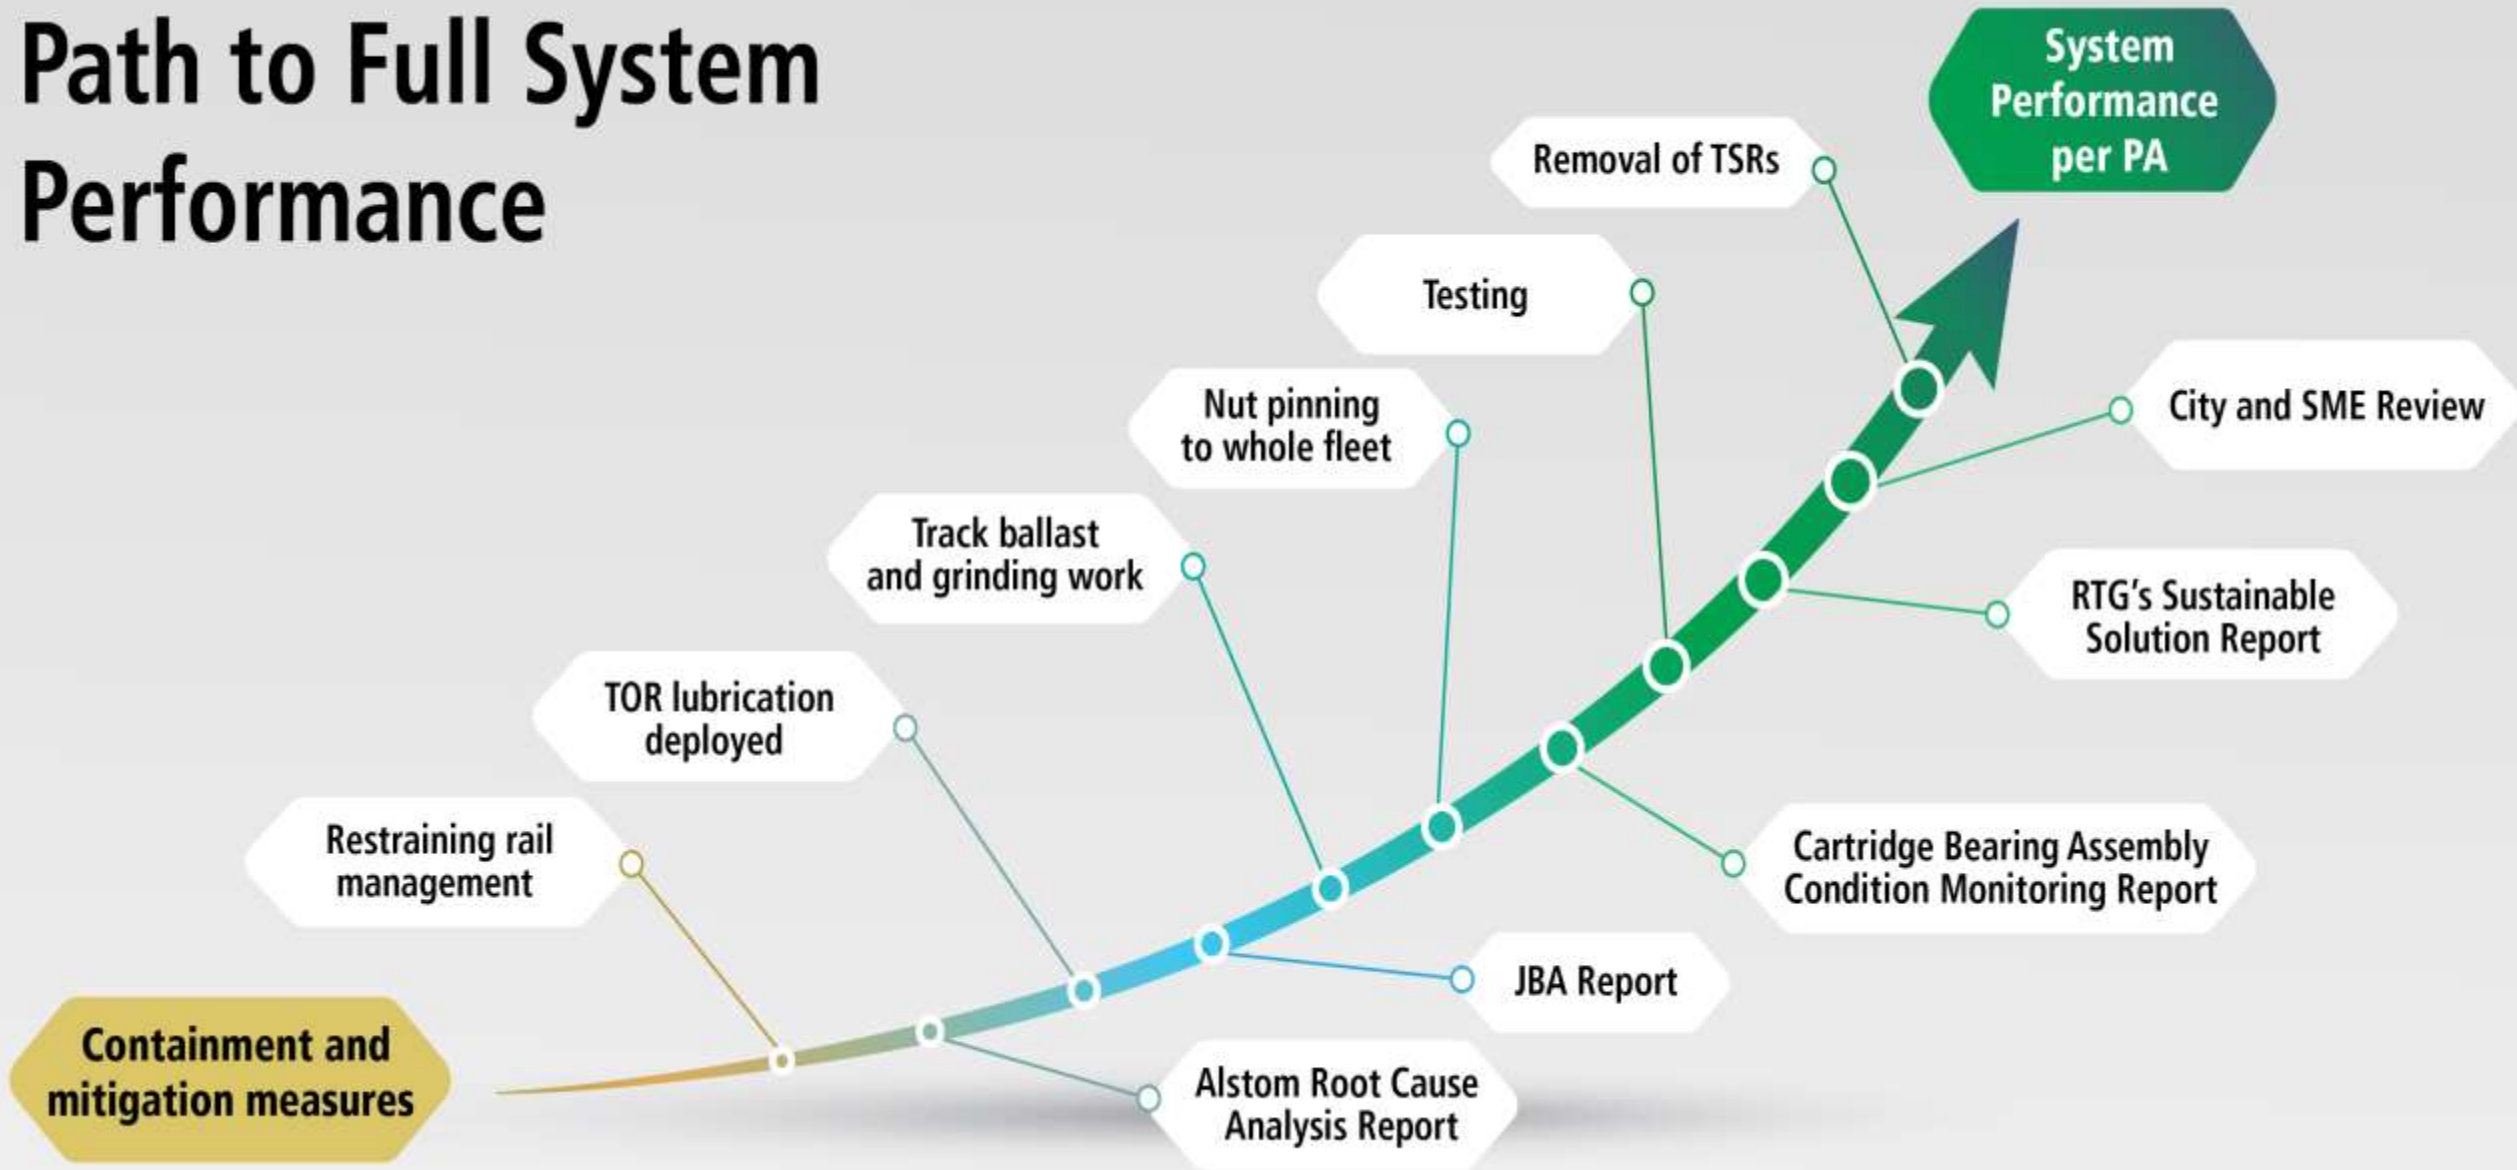 Path to Full System
Performance
System
Performance
per PA
Removal of TSRs
Testing
City and SME Review
Nut pinning
to whole fleet
Track ballast
and grinding work
RTG's Sustainable
Solution Report
TOR lubrication
deployed
Restraining rail
management
Cartridge Bearing Assembly
Condition Monitoring Report
JBA Report
Containment and
mitigation measures
Alstom Root Cause
Analysis Report